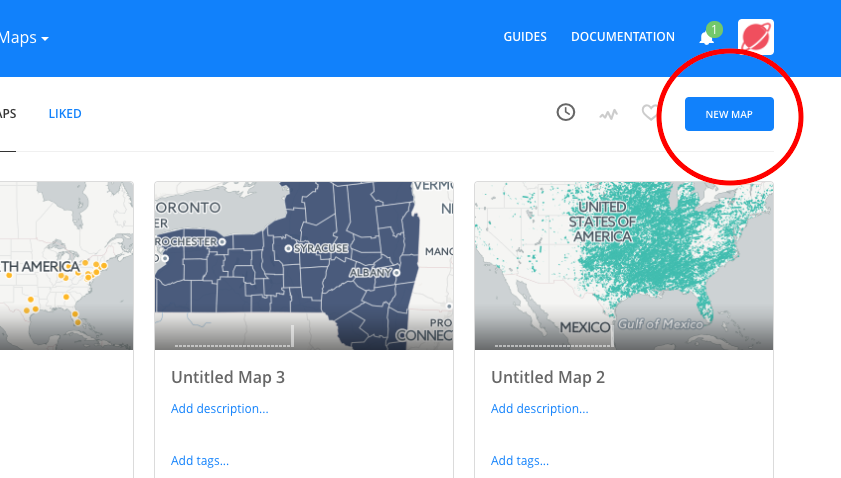 Maps
GUIDES
DOCUMENTATION
1
APS
LIKED
NEW MAP
TH AMERICA
ORONTO
ER
ROCHESTER
SYRACUSE
ALBANY
VERM
N
MANC
PRO
CONNEC
UNITED
STATES OF
AMERICA
MEXICO
Gulf of Mexico
Untitled Map 3
Add description...
Add tags...
Untitled Map 2
Add description...
Add tags...